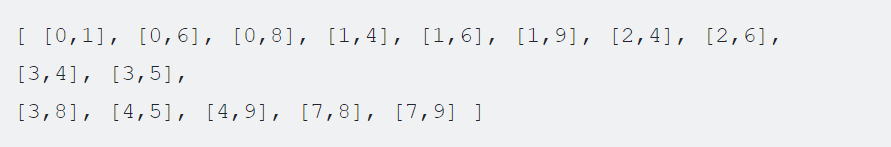 [ [0,1], [0,6], [0,8], [1,4], [1,6], [1,9], [2,4], [2,6],
[3,4], [3,5],
[3,8], [4,5], [4,9], [7,8], [7,9] ]